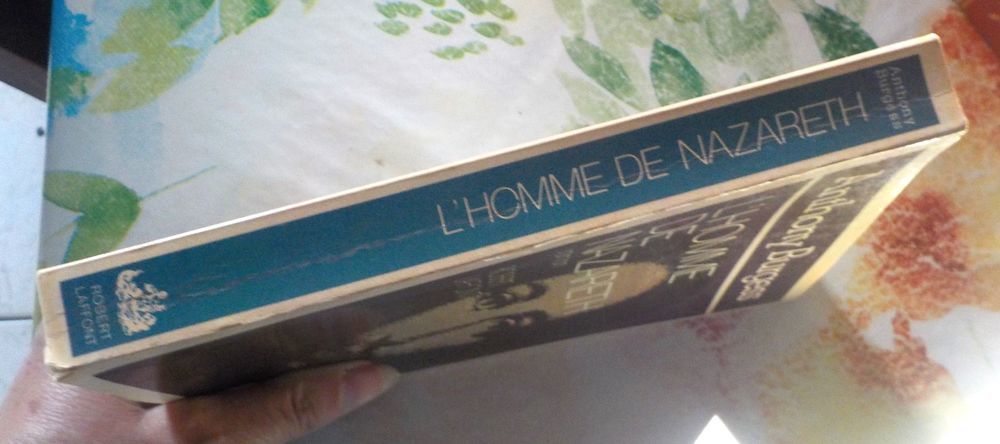 L'HOMME DE NAZARETH
Anthony
Burgess
ROBERT
LAFFONT
Anthony Burgess
L'HOMME
DE
NAZARETH